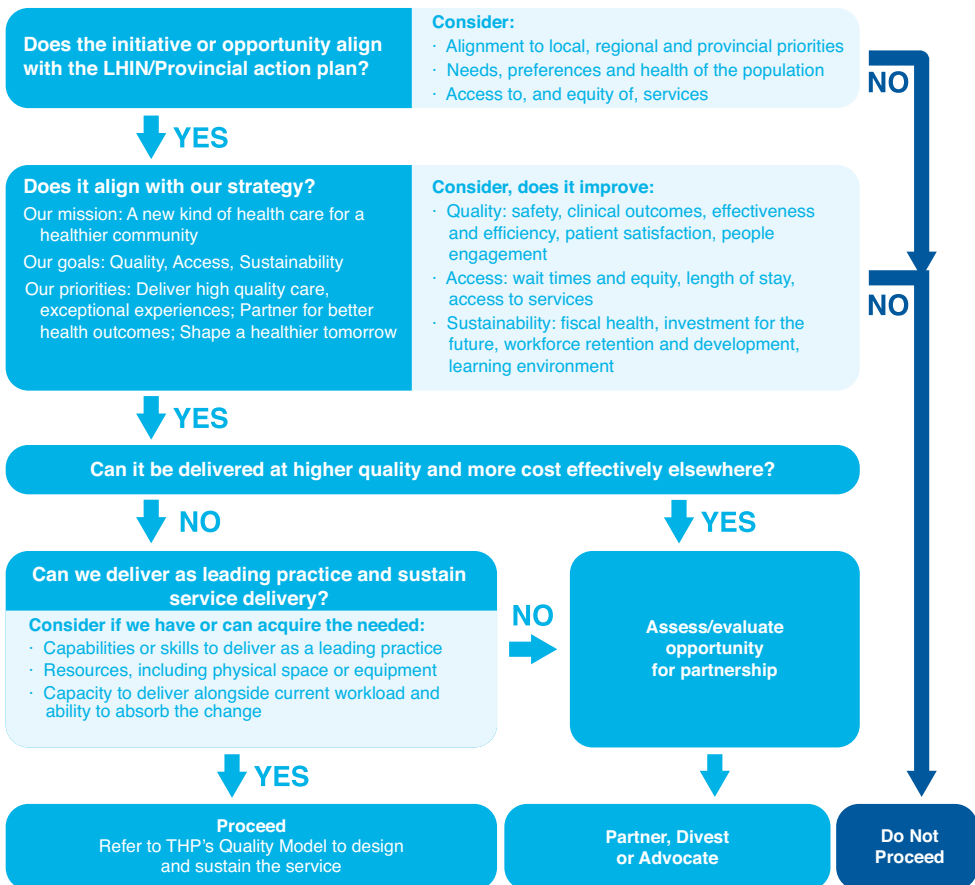 Does the initiative or opportunity align
with the LHIN/Provincial action plan?
Consider:
· Alignment to local, regional and provincial priorities
· Needs, preferences and health of the population
· Access to, and equity of, services
NO
YES
Does it align with our strategy?
Our mission: A new kind of health care for a
healthier community
Our goals: Quality, Access, Sustainability
Our priorities: Deliver high quality care,
exceptional experiences; Partner for better
health outcomes; Shape a healthier tomorrow
Consider, does it improve:
· Quality: safety, clinical outcomes, effectiveness
and efficiency, patient satisfaction, people
engagement
· Access: wait times and equity, length of stay,
access to services
· Sustainability: fiscal health, investment for the
future, workforce retention and development,
learning environment
NO
YES
Can it be delivered at higher quality and more cost effectively elsewhere?
NO
YES
Can we deliver as leading practice and sustain
service delivery?
Consider if we have or can acquire the needed:
· Capabilities or skills to deliver as a leading practice
· Resources, including physical space or equipment
· Capacity to deliver alongside current workload and
ability to absorb the change
NO
Assess/evaluate
opportunity
for partnership
YES
Proceed
Refer to THP's Quality Model to design
and sustain the service
Partner, Divest
or Advocate
Do Not
Proceed